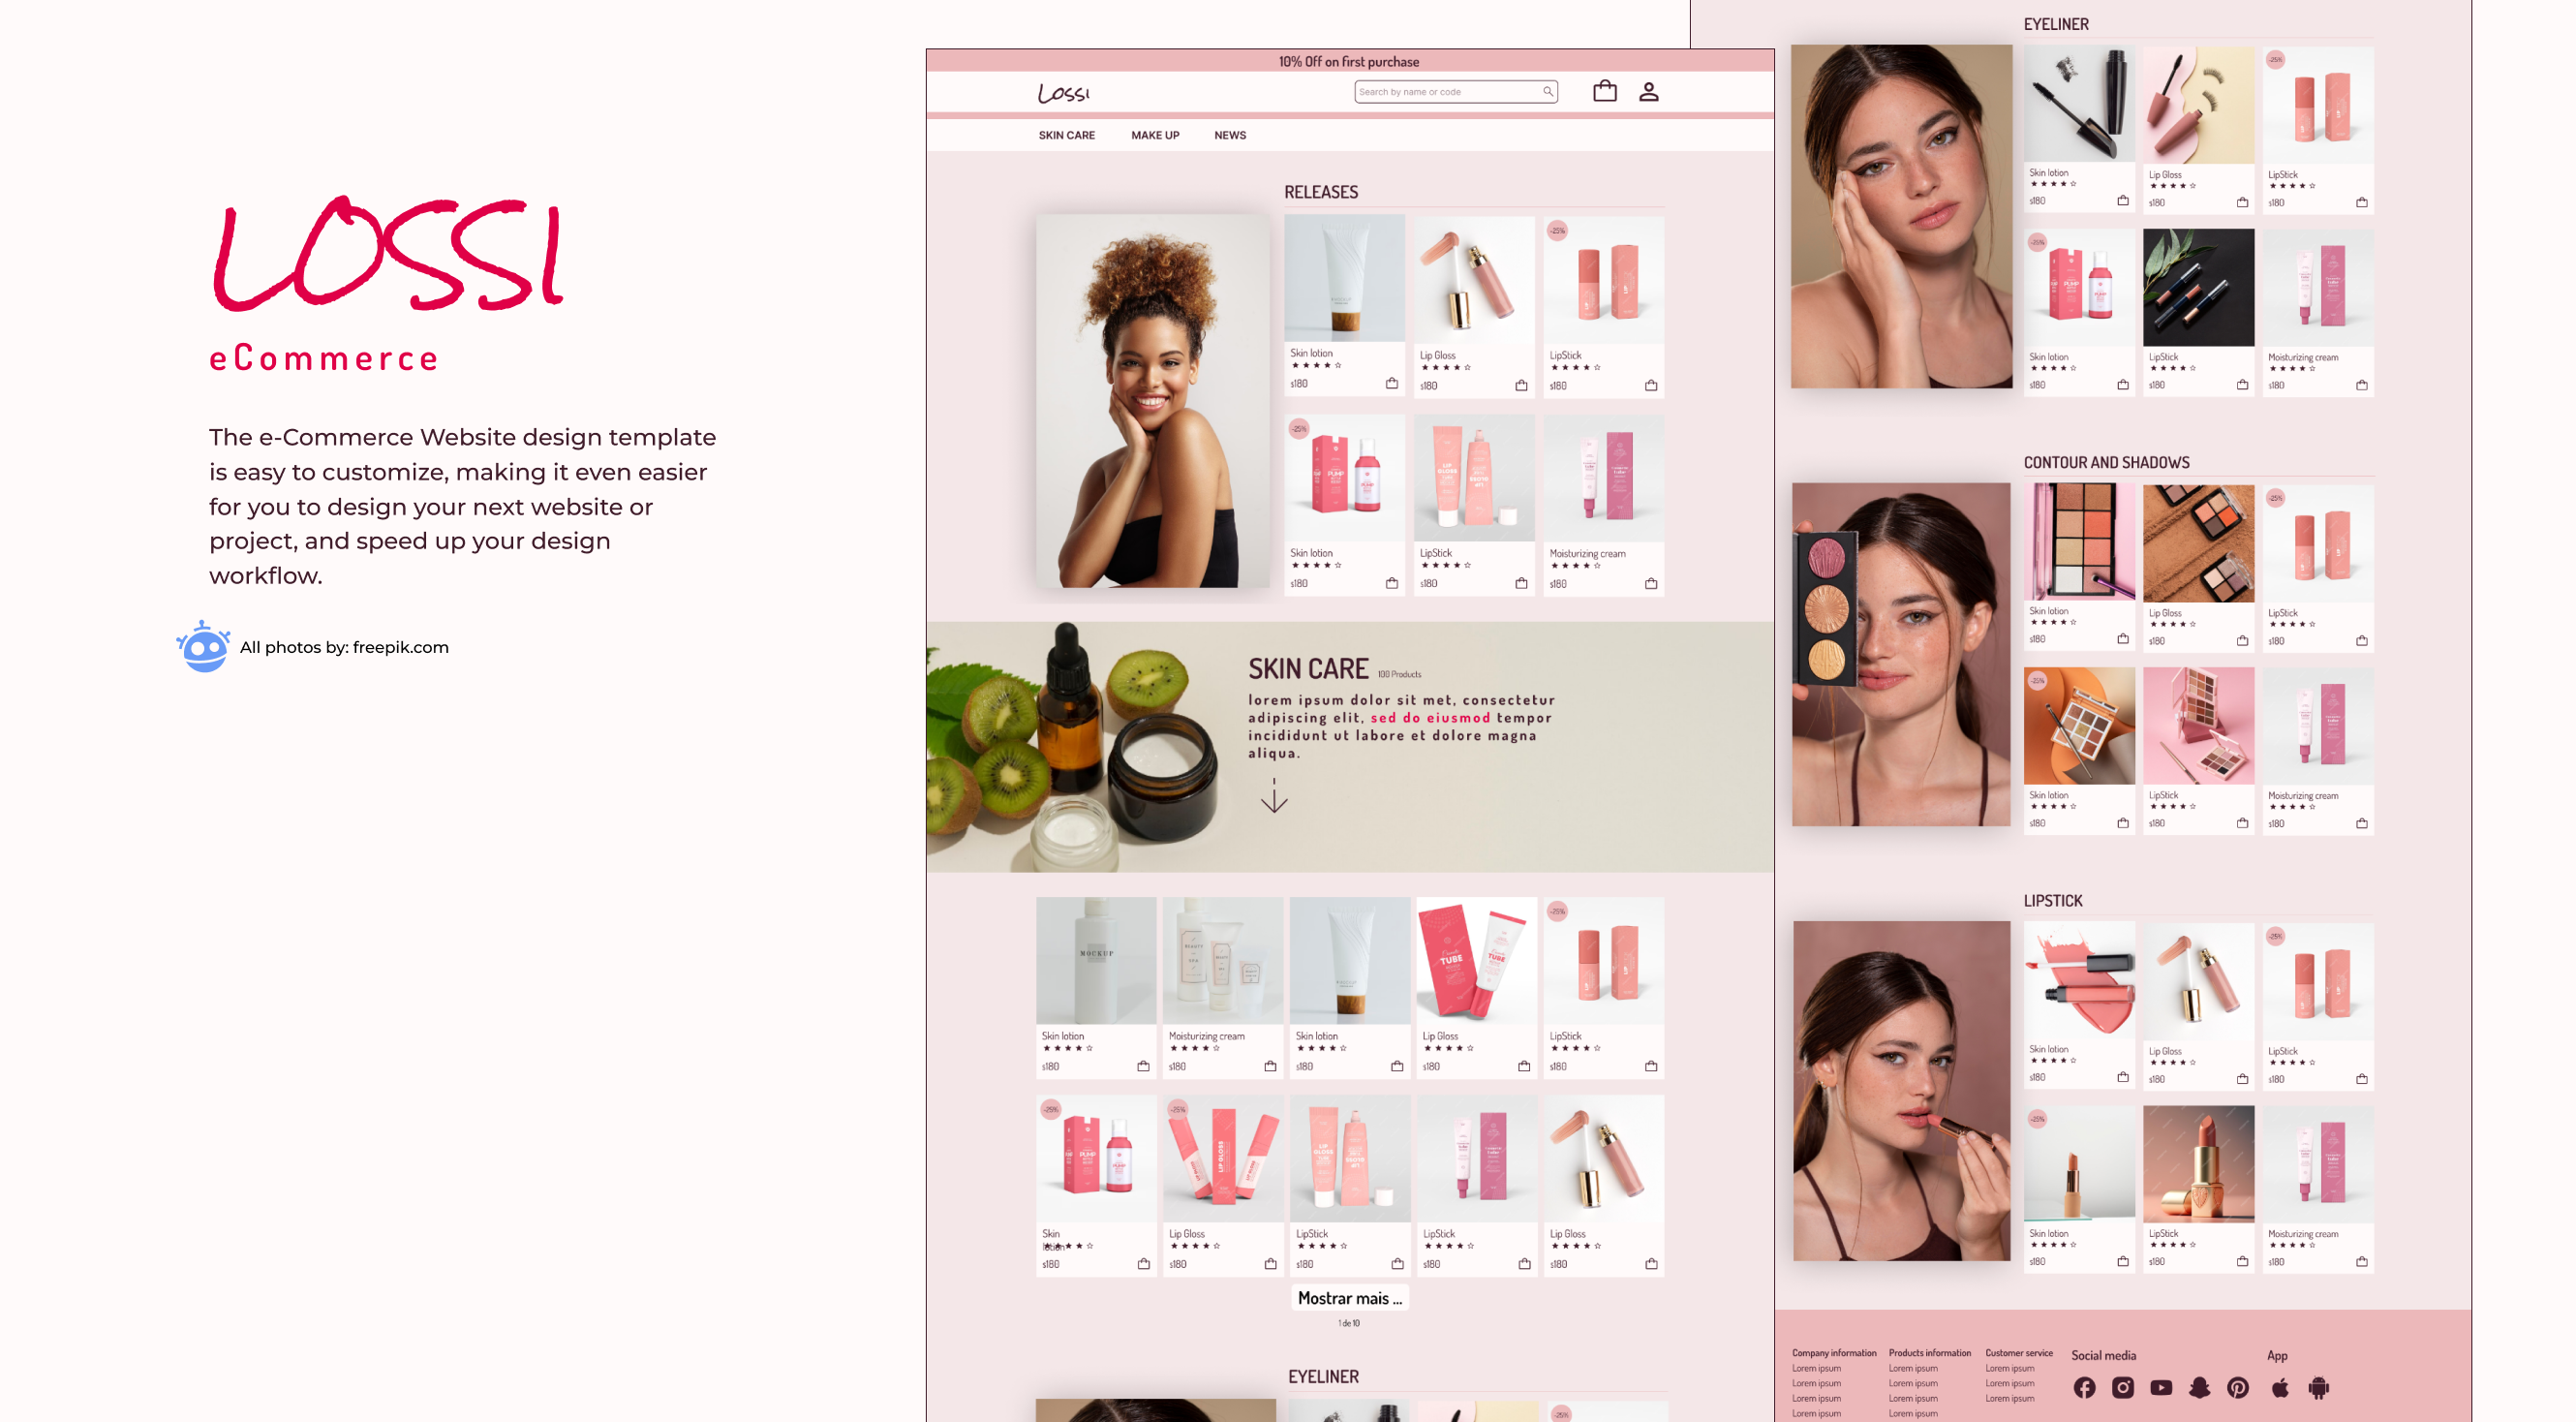 LOSSI
eCommerce
The e-Commerce Website design template
is easy to customize, making it even easier
for you to design your next website or
project, and speed up your design
workflow.
All photos by: freepik.com
10% Off on first purchase
Lossi
Search by name or code
SKIN CARE MAKE UP NEWS
RELEASES
-25%
Skin lotion Lip Gloss LipStick
$180 $180 $180
-25%
Skin lotion LipStick Moisturizing cream
$180 $180 $180
SKIN CARE 100 Products
lorem ipsum dolor sit met, consectetur
adipiscing elit, sed do eiusmod tempor
incididunt ut labore et dolore magna
aliqua.
-25%
MOCKUP
TUBE
TUBE
Skin lotion Moisturizing cream Skin lotion Lip Gloss LipStick
$180 $180 $180 $180 $180
-25% -25%
PUMP
LIP GLOSS
LIP GLOSS
Skin lotion Lip Gloss LipStick LipStick Lip Gloss
$180 $180 $180 $180 $180
Mostrar mais ...
1 de 10
EYELINER
-25%
EYELINER
-25%
Skin lotion Lip Gloss LipStick
$180 $180 $180
-25%
Skin lotion LipStick Moisturizing cream
$180 $180 $180
CONTOUR AND SHADOWS
-25%
Skin lotion Lip Gloss LipStick
$180 $180 $180
-25%
Skin lotion LipStick Moisturizing cream
$180 $180 $180
LIPSTICK
-25%
Skin lotion Lip Gloss LipStick
$180 $180 $180
-25%
Skin lotion LipStick Moisturizing cream
$180 $180 $180
Company information Products information Customer service Social media App
Lorem ipsum Lorem ipsum Lorem ipsum
Lorem ipsum Lorem ipsum Lorem ipsum
Lorem ipsum Lorem ipsum Lorem ipsum
Lorem ipsum Lorem ipsum